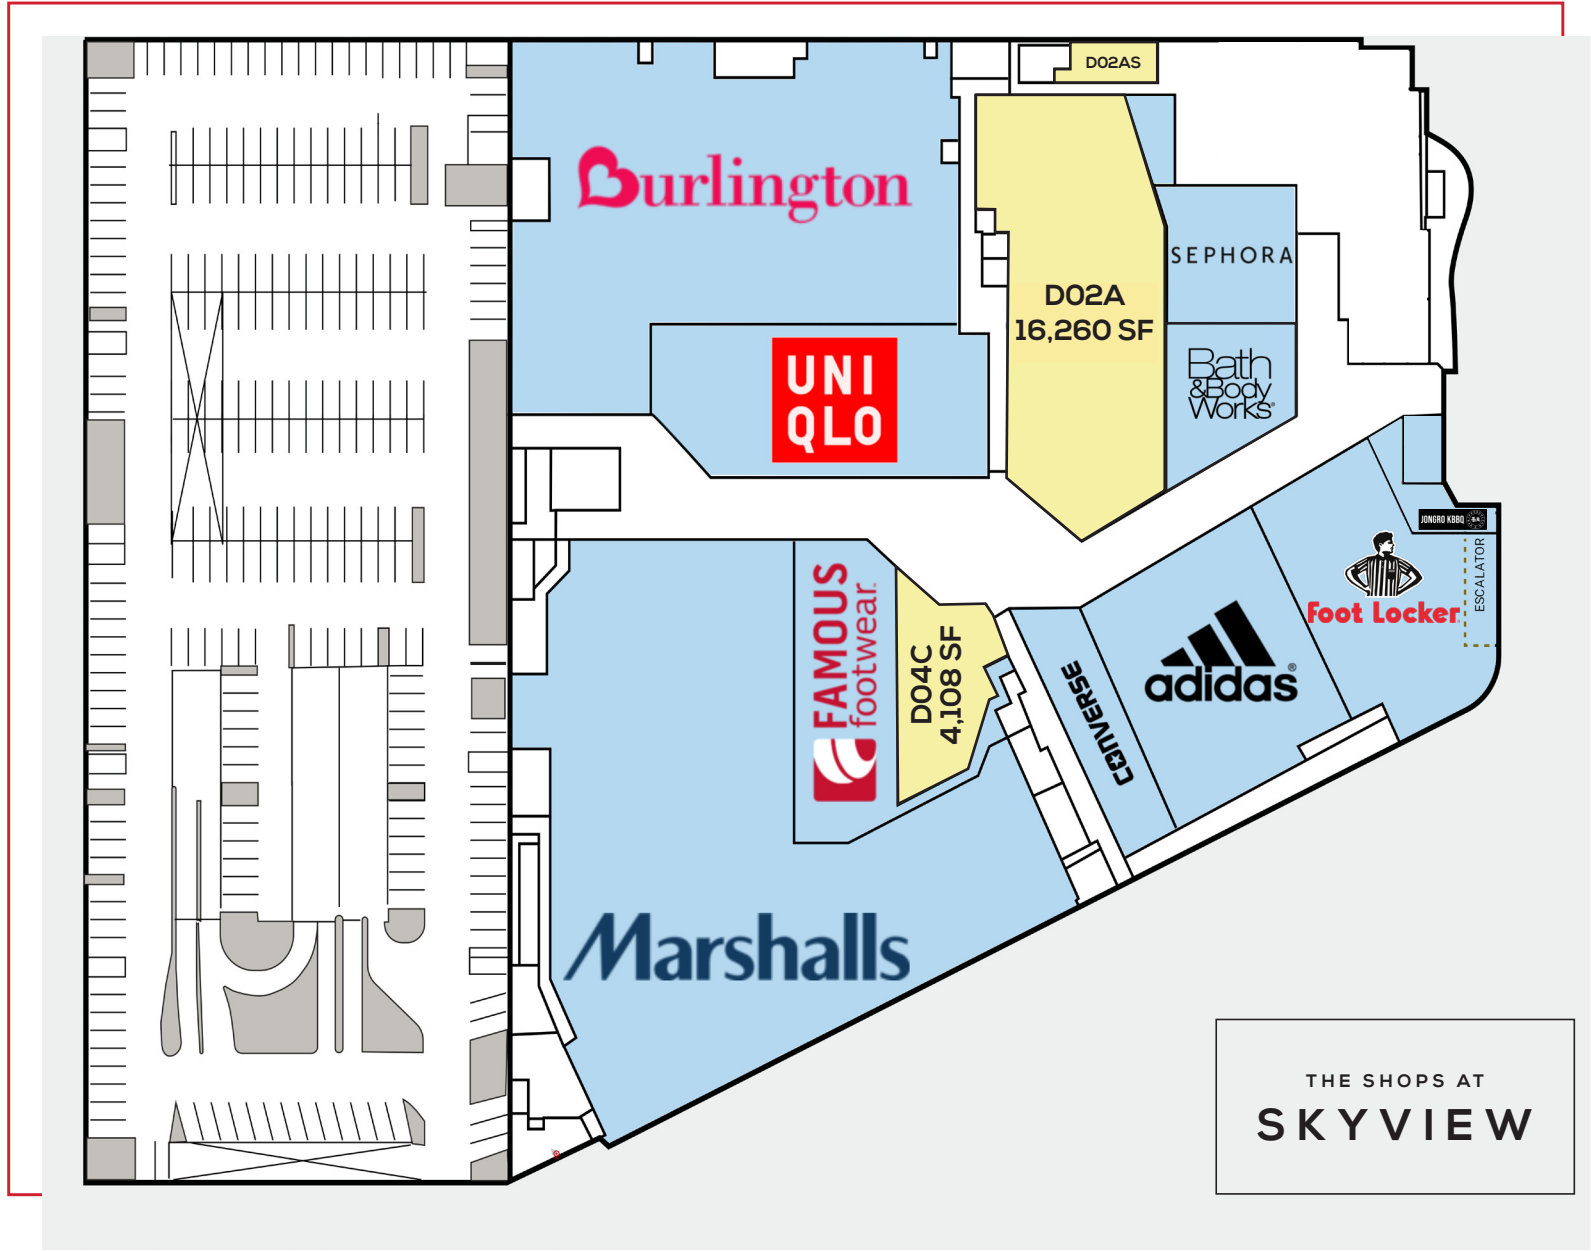 D02AS
Burlington
SEPHORA
D02A
16,260 SF
UNI
QLO
Bath
&Body
Works®
JONGRO KBBQ
ESCALATOR
Foot Locker
FAMOUS
footwear.
D04C
4,108 SF
CONVERSE
adidas®
Marshalls
THE SHOPS AT
SKYVIEW